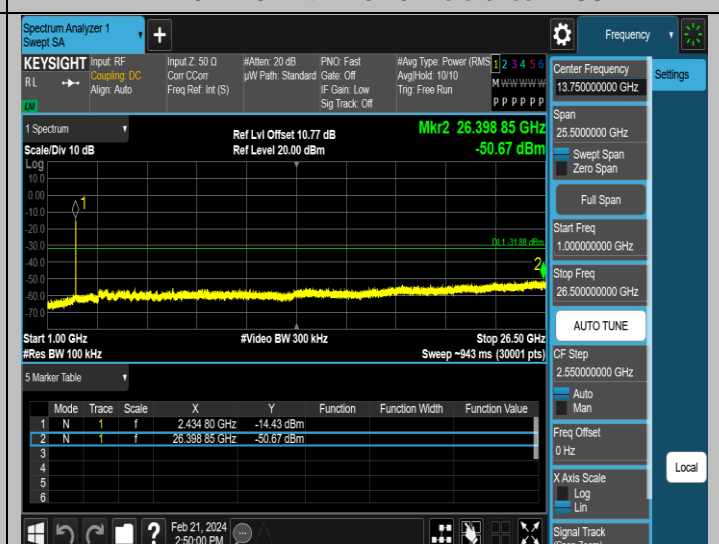 Spectrum Analyzer 1
Swept SA
Frequency
KEYSIGHT
RL
Input: RF
Coupling: DC
Align: Auto
Input Z: 50 Ω
Corr CCorr
Freq Ref: Int (S)
#Atten: 20 dB
µW Path: Standard
PNO: Fast
Gate: Off
IF Gain: Low
Sig Track: Off
#Avg Type: Power (RMS
Avg|Hold: 10/10
Trig: Free Run
1 2 3 4 5 6
M W W W W W
P P P P P P
LXI
1 Spectrum
Scale/Div 10 dB
Ref Lvl Offset 10.77 dB
Ref Level 20.00 dBm
Mkr2 26.398 85 GHz
-50.67 dBm
Log
10.0
0.00
-10.0
-20.0
-30.0
-40.0
-50.0
-60.0
-70.0
1
DL1 -31.88 dBm
2
Start 1.00 GHz
#Res BW 100 kHz
#Video BW 300 kHz
Stop 26.50 GHz
Sweep ~943 ms (30001 pts)
5 Marker Table
Mode Trace Scale X Y Function Function Width Function Value
1 N 1 f 2.434 80 GHz -14.43 dBm
2 N 1 f 26.398 85 GHz -50.67 dBm
3
4
5
6
Feb 21, 2024
2:50:00 PM
Center Frequency
13.750000000 GHz
Settings
Span
25.5000000 GHz
Swept Span
Zero Span
Full Span
Start Freq
1.000000000 GHz
Stop Freq
26.500000000 GHz
AUTO TUNE
CF Step
2.550000000 GHz
Auto
Man
Freq Offset
0 Hz
X Axis Scale
Log
Lin
Local
Signal Track